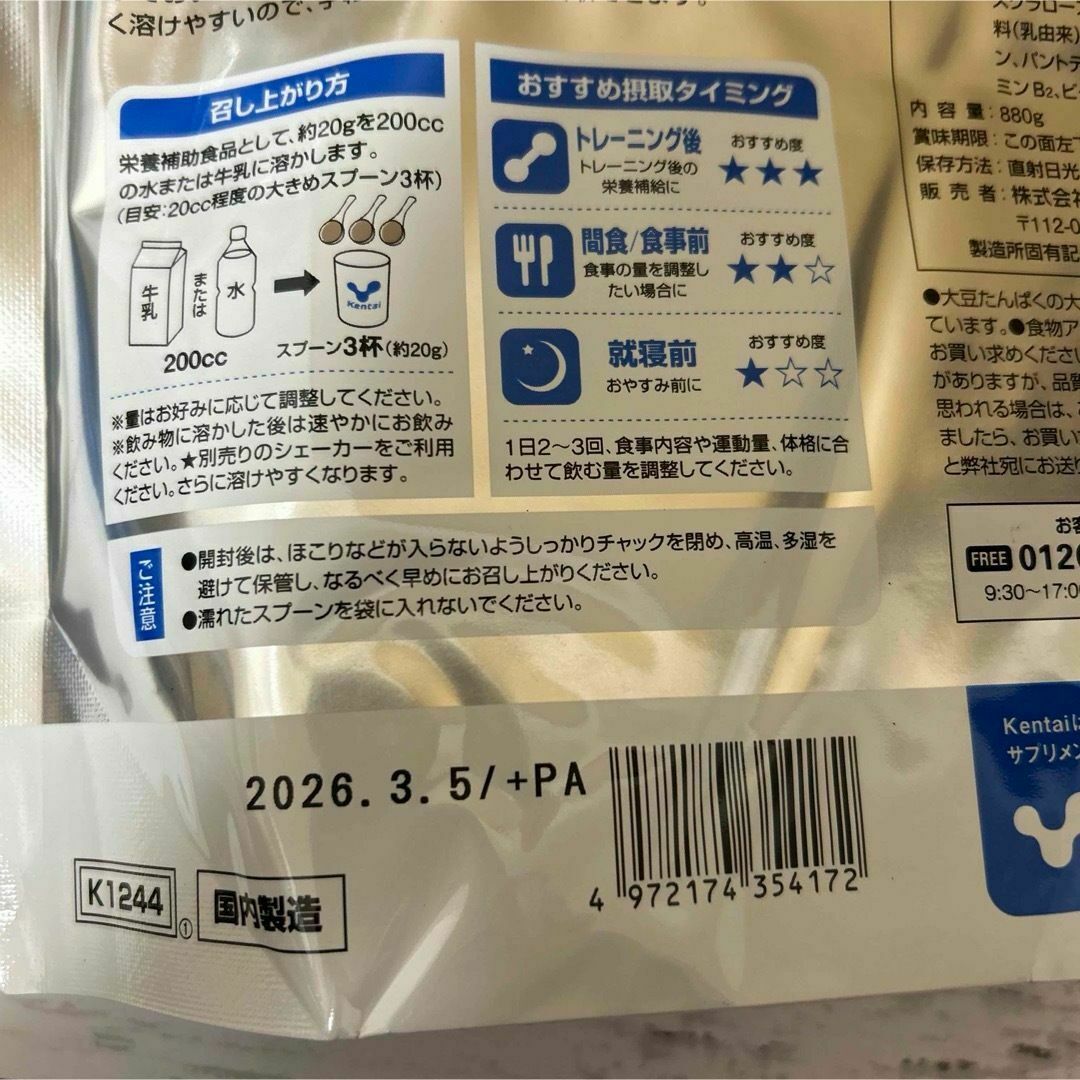 く溶けやすいので、手
召し上がり方
栄養補助食品として、約20gを200cc
の水または牛乳に溶かします。
(目安:20cc程度の大きめスプーン3杯)
牛乳
または
水
Kentai
200cc
スプーン3杯(約20g)
※量はお好みに応じて調整してください。
※飲み物に溶かした後は速やかにお飲み
ください。★別売りのシェーカーをご利用
ください。さらに溶けやすくなります。
おすすめ摂取タイミング
トレーニング後
トレーニング後の
栄養補給に
おすすめ度
★★★
間食/食事前
食事の量を調整し
たい場合に
おすすめ度
★★☆
就寝前
おやすみ前に
おすすめ度
★☆☆
1日2〜3回、食事内容や運動量、体格に合
わせて飲む量を調整してください。
ご注意
●開封後は、ほこりなどが入らないようしっかりチャックを閉め、高温、多湿を
避けて保管し、なるべく早めにお召し上がりください。
●濡れたスプーンを袋に入れないでください。
スクラロー
料(乳由来)
ン、パントテ
ミンB₂、ビ
内容量:880g
賞味期限:この面左下
保存方法:直射日光
販売者:株式会社
〒112-0
製造所固有記
●大豆たんぱくの大
ています。●食物ア
お買い求めくださ
がありますが、品質
思われる場合は、
ましたら、お買い
と弊社宛にお送り
お客
FREE 0120
9:30〜17:00
Kentaiは
サプリメン
2026. 3. 5/+PA
4 972174 354172
K1244
①
国内製造